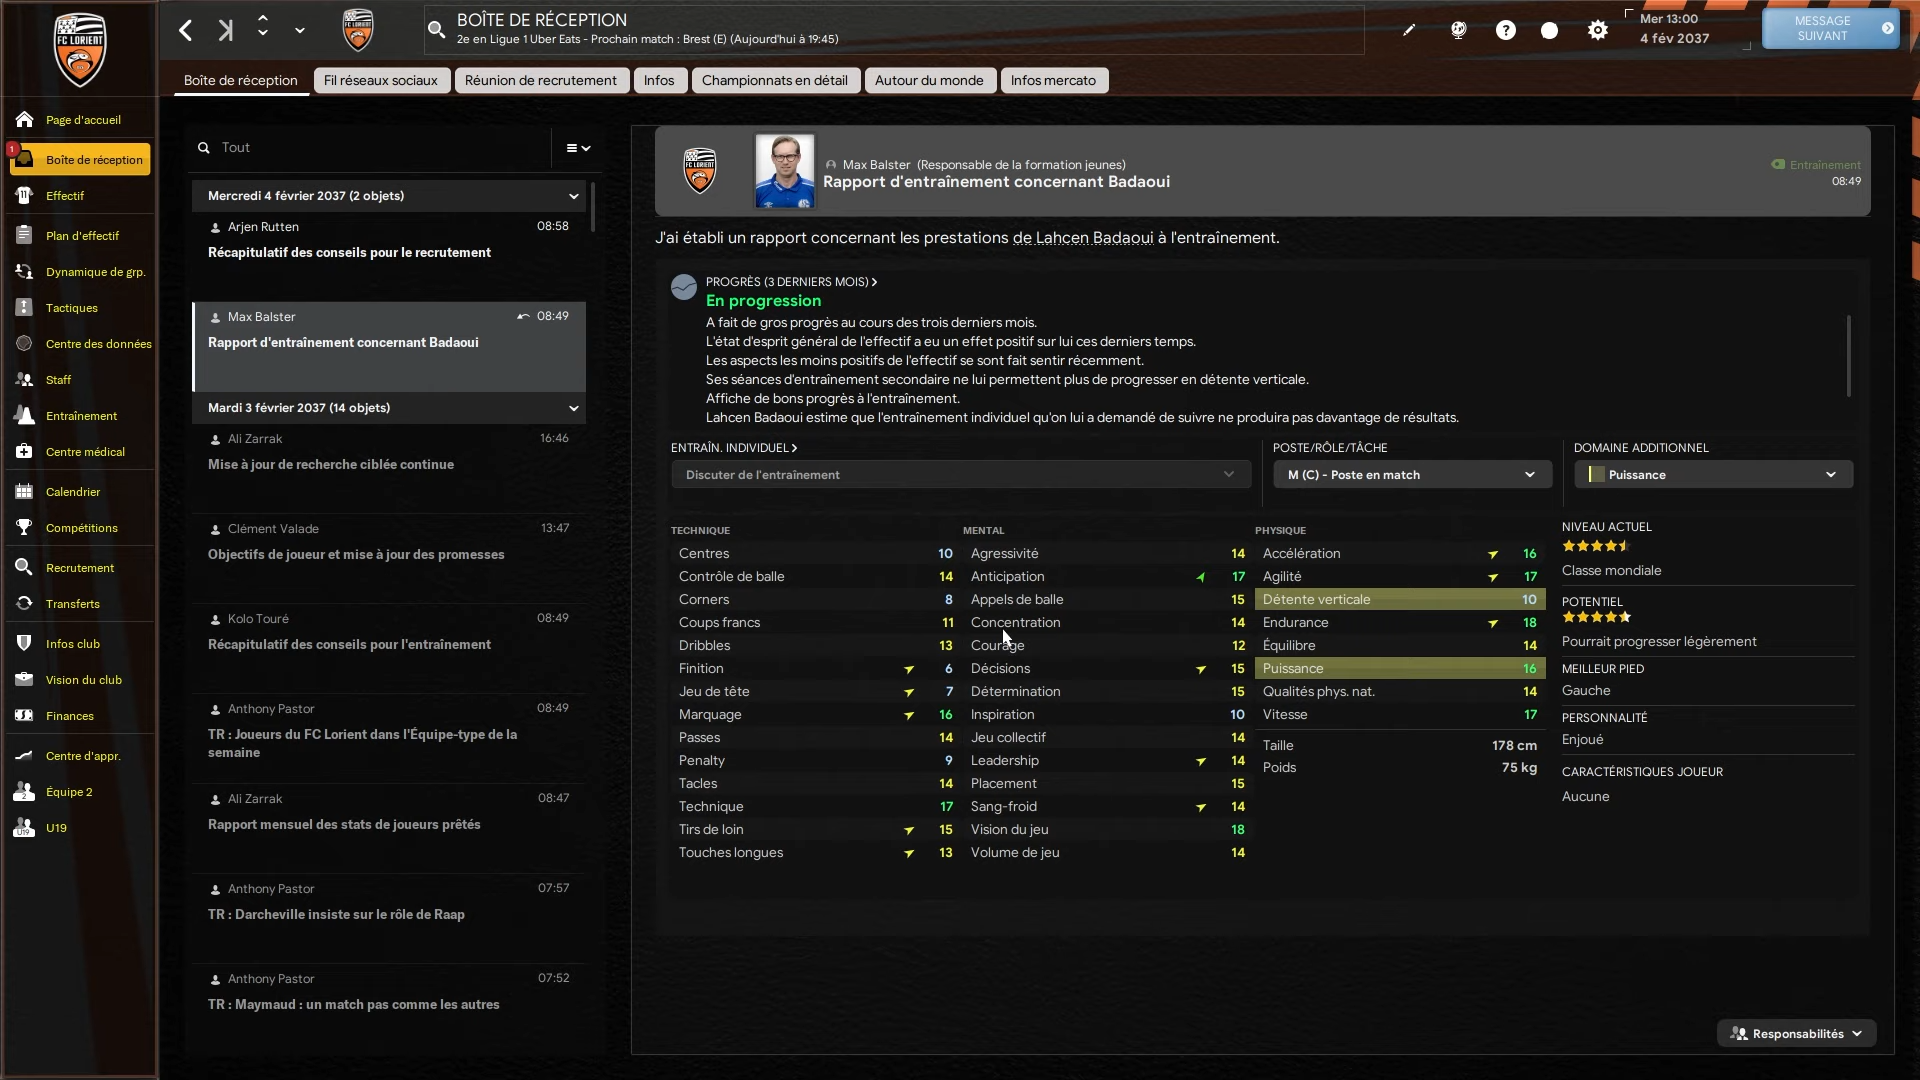 FC LORIENT
BOÎTE DE RÉCEPTION
2e en Ligue 1 Uber Eats - Prochain match : Brest (E) (Aujourd'hui à 19:45)
Mer 13:00
4 fév 2037
MESSAGE
SUIVANT
Boîte de réception
Fil réseaux sociaux
Réunion de recrutement
Infos
Championnats en détail
Autour du monde
Infos mercato
Page d'accueil
1
Boîte de réception
Effectif
Plan d'effectif
Dynamique de grp.
Tactiques
Centre des données
Staff
Entraînement
Centre médical
Calendrier
Compétitions
Recrutement
Transferts
Infos club
Vision du club
Finances
Centre d'appr.
Équipe 2
U19
Tout
Mercredi 4 février 2037 (2 objets)
Arjen Rutten 08:58
Récapitulatif des conseils pour le recrutement
Max Balster 08:49
Rapport d'entraînement concernant Badaoui
Mardi 3 février 2037 (14 objets)
Ali Zarrak 16:46
Mise à jour de recherche ciblée continue
Clément Valade 13:47
Objectifs de joueur et mise à jour des promesses
Kolo Touré 08:49
Récapitulatif des conseils pour l'entraînement
Anthony Pastor 08:49
TR : Joueurs du FC Lorient dans l'Équipe-type de la
semaine
Ali Zarrak 08:47
Rapport mensuel des stats de joueurs prêtés
Anthony Pastor 07:57
TR : Darcheville insiste sur le rôle de Raap
Anthony Pastor 07:52
TR : Maymaud : un match pas comme les autres
FC LORIENT
Max Balster (Responsable de la formation jeunes)
Rapport d'entraînement concernant Badaoui
Entraînement
08:49
J'ai établi un rapport concernant les prestations de Lahcen Badaoui à l'entraînement.
PROGRÈS (3 DERNIERS MOIS)
En progression
A fait de gros progrès au cours des trois derniers mois.
L'état d'esprit général de l'effectif a eu un effet positif sur lui ces derniers temps.
Les aspects les moins positifs de l'effectif se sont fait sentir récemment.
Ses séances d'entraînement secondaire ne lui permettent plus de progresser en détente verticale.
Affiche de bons progrès à l'entraînement.
Lahcen Badaoui estime que l'entraînement individuel qu'on lui a demandé de suivre ne produira pas davantage de résultats.
ENTRAÎN. INDIVIDUEL
Discuter de l'entraînement
POSTE/RÔLE/TÂCHE
M (C) - Poste en match
DOMAINE ADDITIONNEL
Puissance
TECHNIQUE
Centres 10
Contrôle de balle 14
Corners 8
Coups francs 11
Dribbles 13
Finition 6
Jeu de tête 7
Marquage 16
Passes 14
Penalty 9
Tacles 14
Technique 17
Tirs de loin 15
Touches longues 13
MENTAL
Agressivité 14
Anticipation 17
Appels de balle 15
Concentration 14
Courage 12
Décisions 15
Détermination 15
Inspiration 10
Jeu collectif 14
Leadership 14
Placement 15
Sang-froid 14
Vision du jeu 18
Volume de jeu 14
PHYSIQUE
Accélération 16
Agilité 17
Détente verticale 10
Endurance 18
Équilibre 14
Puissance 16
Qualités phys. nat. 14
Vitesse 17
Taille 178 cm
Poids 75 kg
NIVEAU ACTUEL
Classe mondiale
POTENTIEL
Pourrait progresser légèrement
MEILLEUR PIED
Gauche
PERSONNALITÉ
Enjoué
CARACTÉRISTIQUES JOUEUR
Aucune
Responsabilités